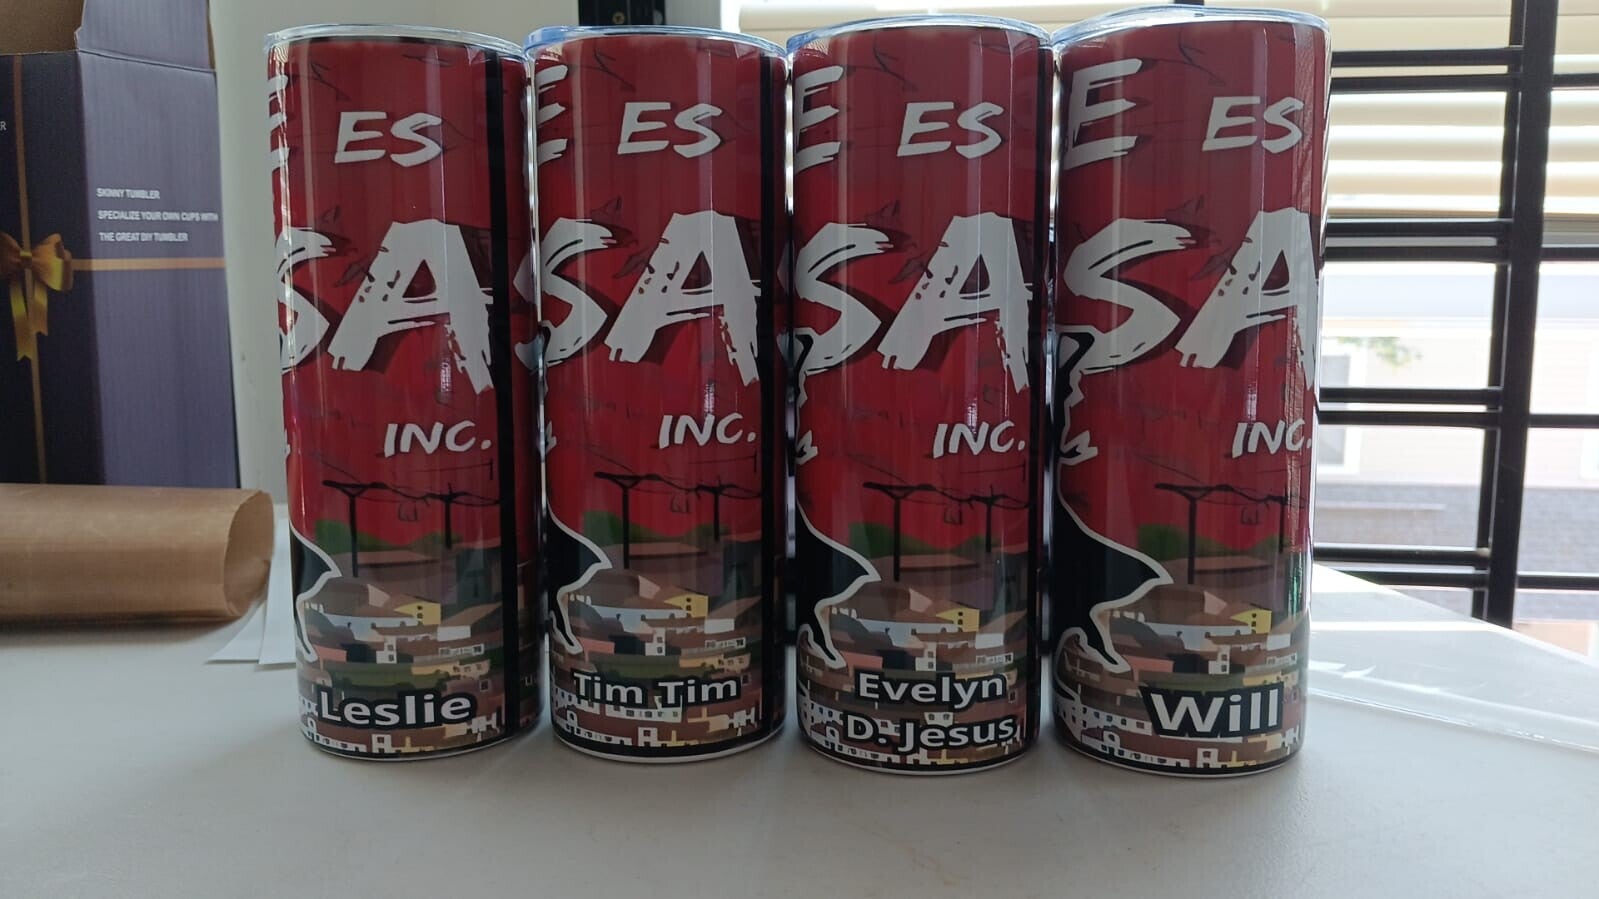 SKINNY TUMBLER
SPECIALIZE YOUR OWN CUPS WITH
THE GREAT DIY TUMBLER
E ES
SA
INC.
Leslie
E ES
SA
INC.
Tim Tim
E ES
SA
INC.
Evelyn
D. Jesus
E ES
SA
INC.
Will